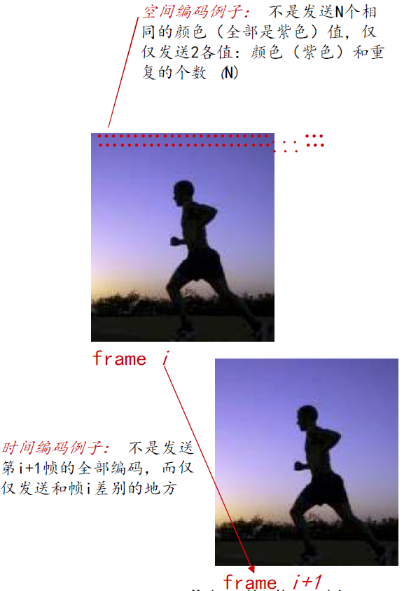 空间编码例子： 不是发送N个相
同的颜色（全部是紫色）值，仅
仅发送2各值：颜色（紫色）和重
复的个数 (N)
frame i
时间编码例子： 不是发送
第i+1帧的全部编码，而仅
仅发送和帧i差别的地方
frame i+1